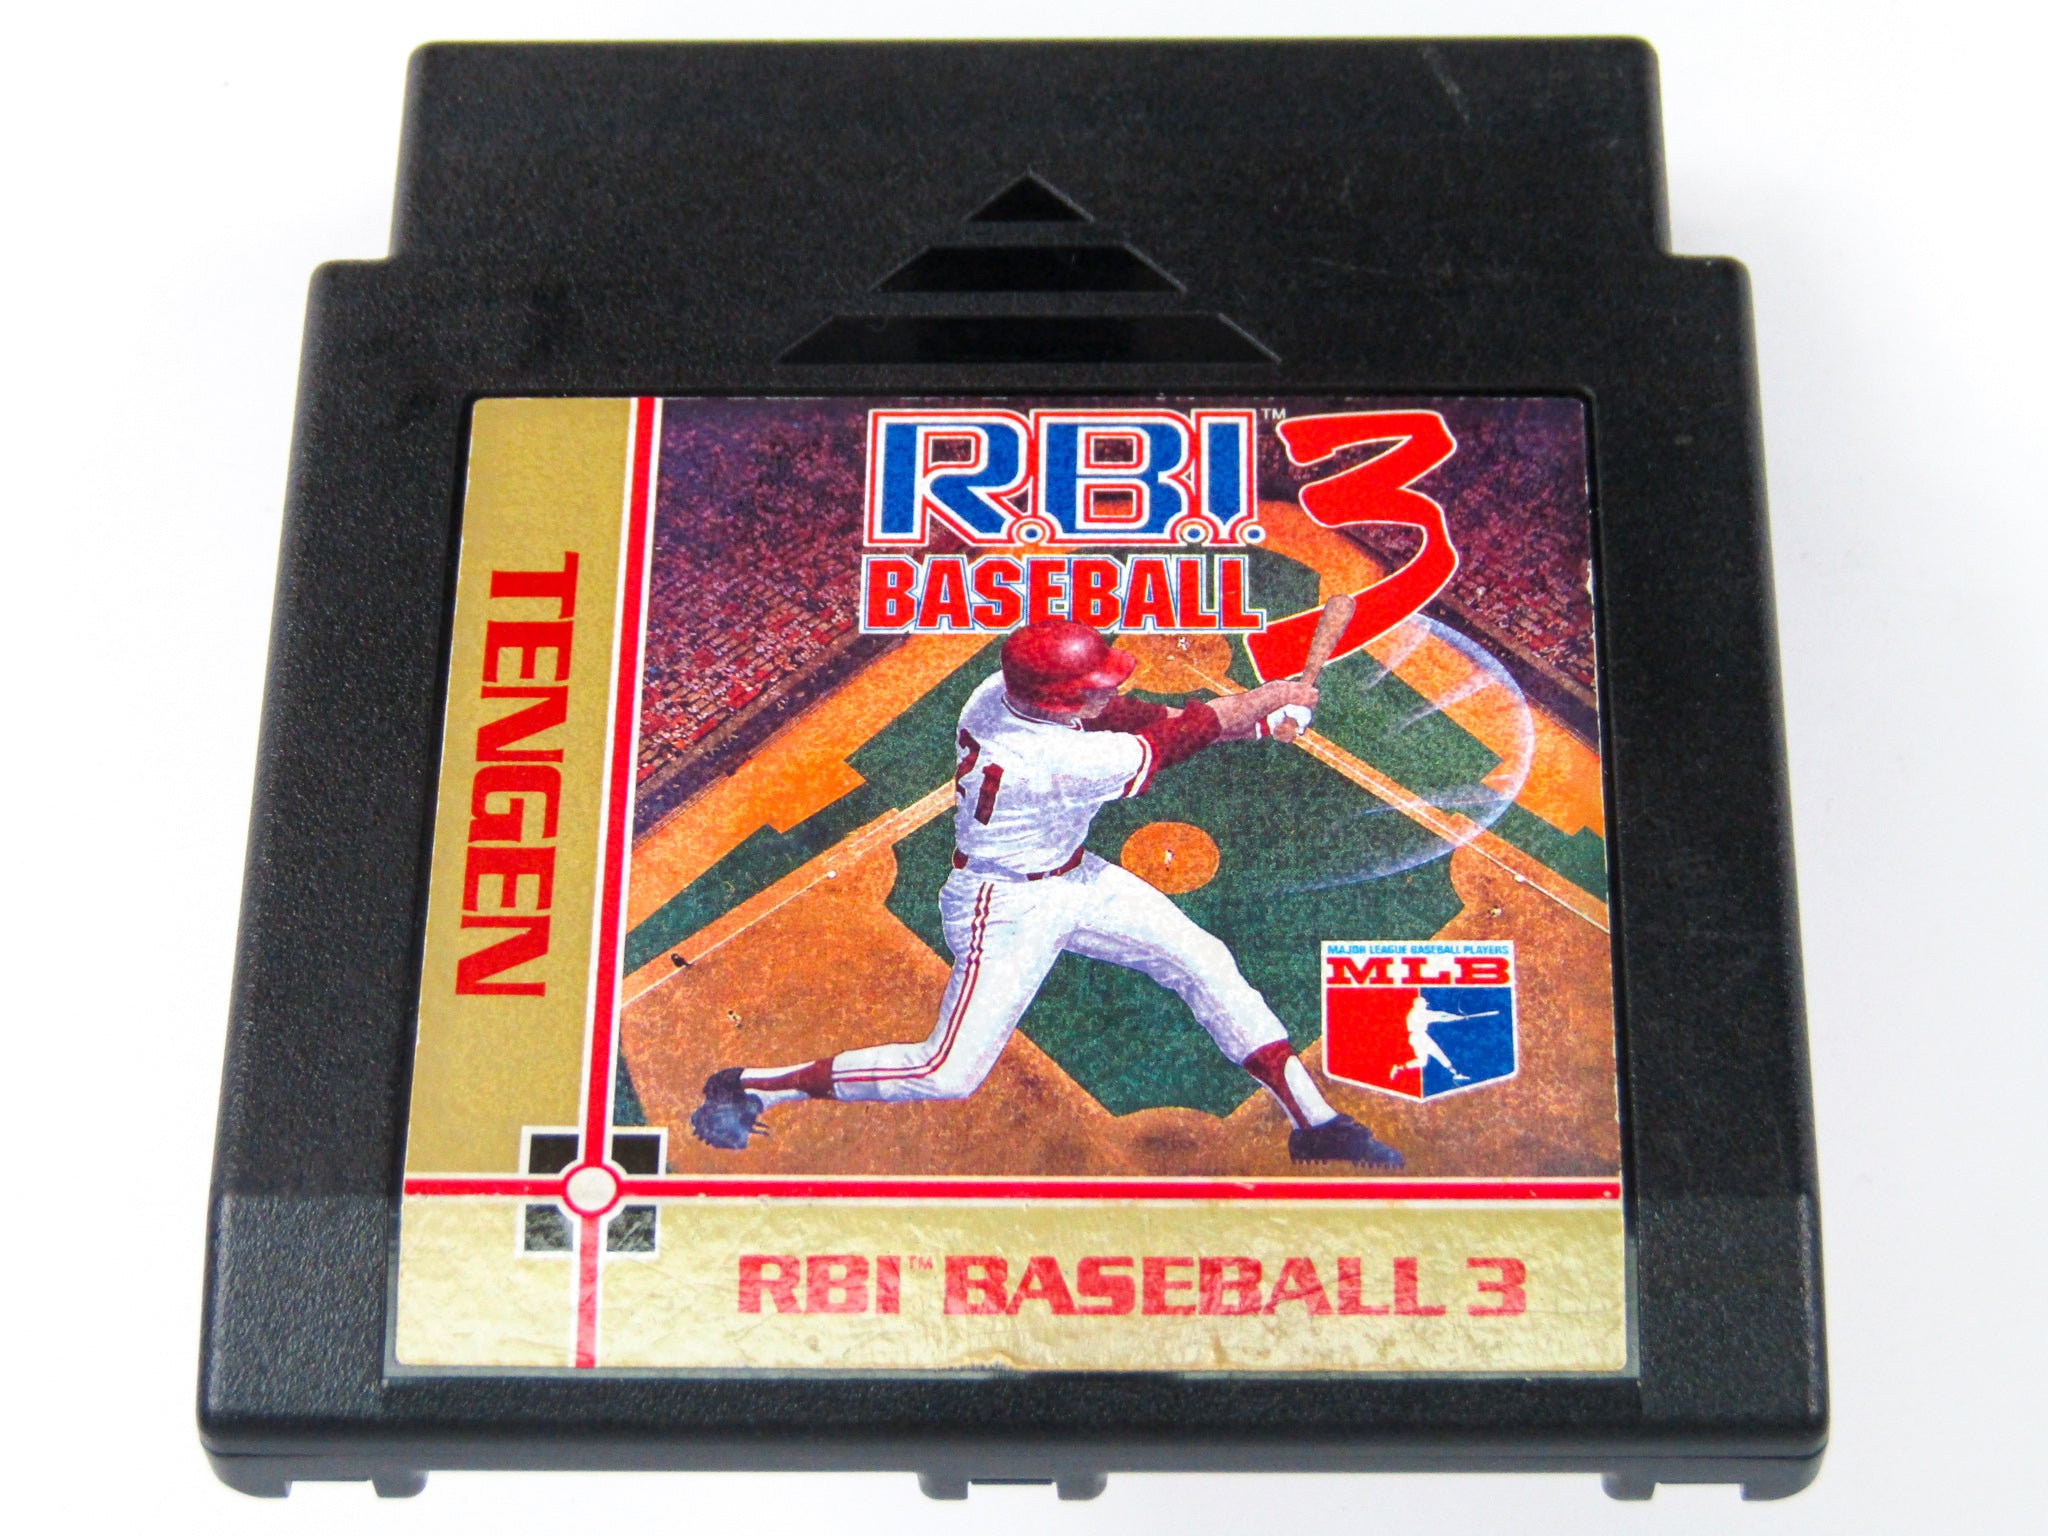 R.B.I.™ 3
BASEBALL
TENGEN
21
MAJOR LEAGUE BASEBALL PLAYERS
MLB
RBI™ BASEBALL 3